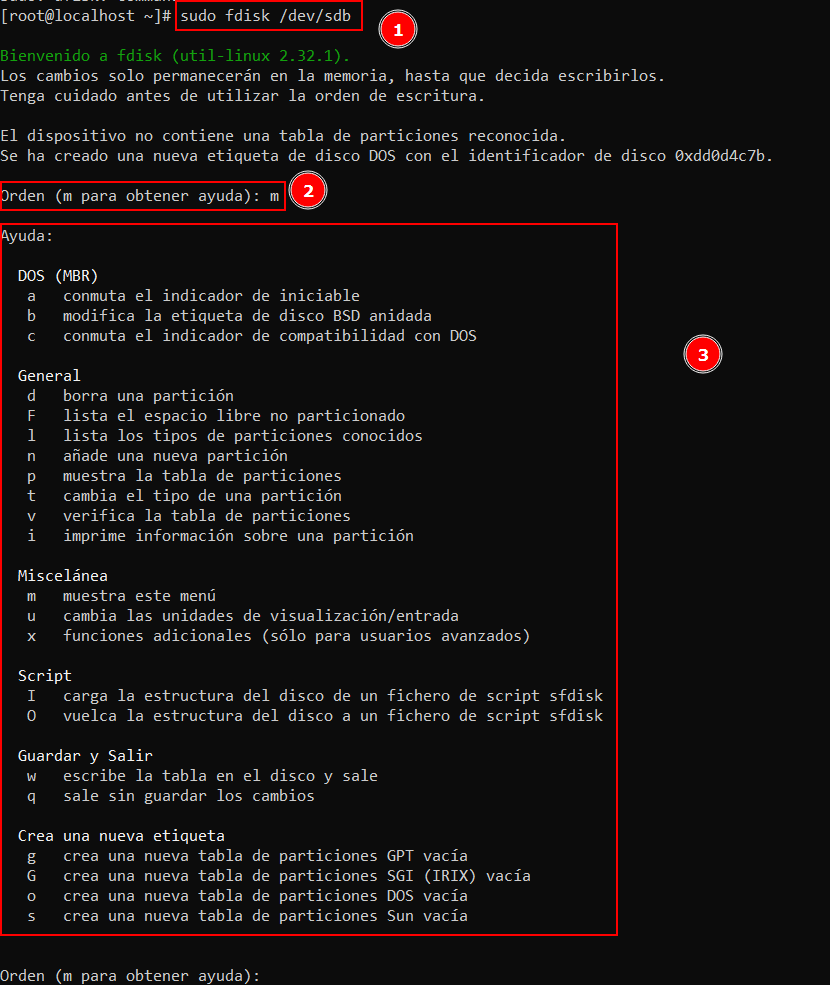 [root@localhost ~]# sudo fdisk /dev/sdb
1
Bienvenido a fdisk (util-linux 2.32.1).
Los cambios solo permanecerán en la memoria, hasta que decida escribirlos.
Tenga cuidado antes de utilizar la orden de escritura.
El dispositivo no contiene una tabla de particiones reconocida.
Se ha creado una nueva etiqueta de disco DOS con el identificador de disco 0xdd0d4c7b.
Orden (m para obtener ayuda): m
2
Ayuda:
DOS (MBR)
a   conmuta el indicador de iniciable
b   modifica la etiqueta de disco BSD anidada
c   conmuta el indicador de compatibilidad con DOS
3
General
d   borra una partición
F   lista el espacio libre no particionado
l   lista los tipos de particiones conocidos
n   añade una nueva partición
p   muestra la tabla de particiones
t   cambia el tipo de una partición
v   verifica la tabla de particiones
i   imprime información sobre una partición
Miscelánea
m   muestra este menú
u   cambia las unidades de visualización/entrada
x   funciones adicionales (sólo para usuarios avanzados)
Script
I   carga la estructura del disco de un fichero de script sfdisk
O   vuelca la estructura del disco a un fichero de script sfdisk
Guardar y Salir
w   escribe la tabla en el disco y sale
q   sale sin guardar los cambios
Crea una nueva etiqueta
g   crea una nueva tabla de particiones GPT vacía
G   crea una nueva tabla de particiones SGI (IRIX) vacía
o   crea una nueva tabla de particiones DOS vacía
s   crea una nueva tabla de particiones Sun vacía
Orden (m para obtener ayuda):